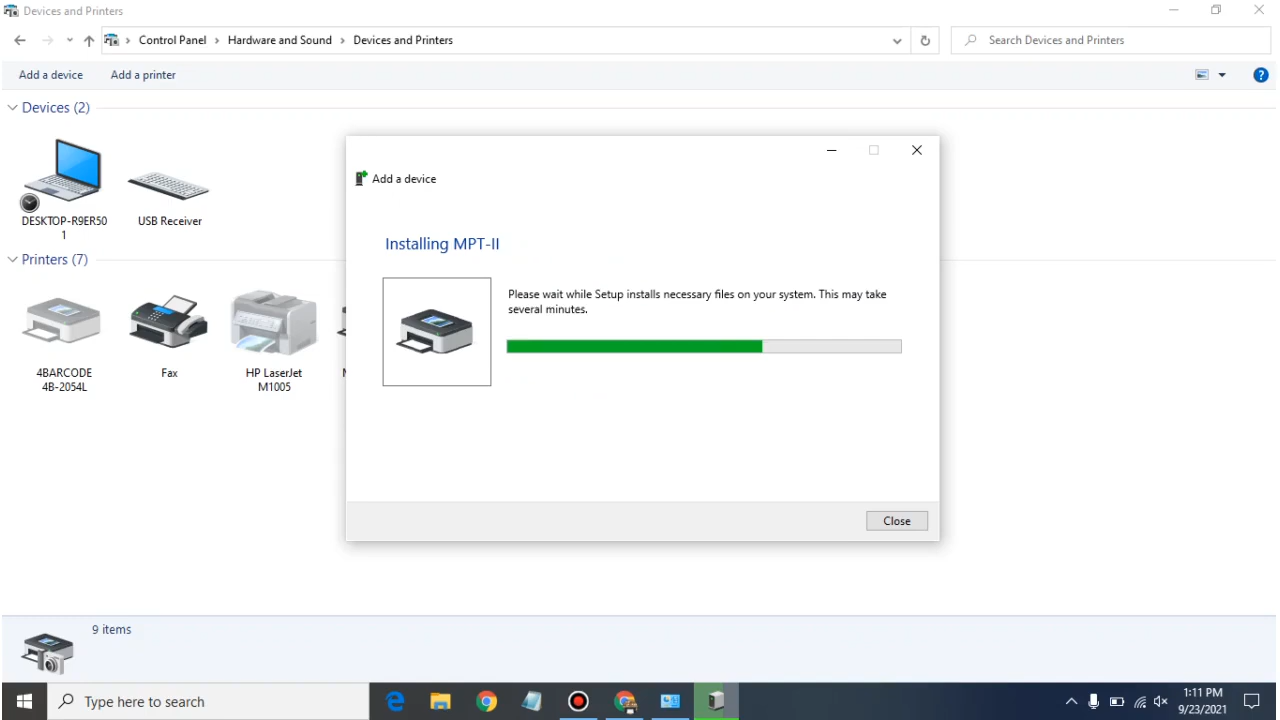 Devices and Printers
Control Panel > Hardware and Sound > Devices and Printers
Search Devices and Printers
Add a device
Add a printer
Devices (2)
DESKTOP-R9ER50
1
USB Receiver
Printers (7)
4BARCODE
4B-2054L
Fax
HP LaserJet
M1005
Add a device
Installing MPT-II
Please wait while Setup installs necessary files on your system. This may take
several minutes.
Close
9 items
Type here to search
1:11 PM
9/23/2021